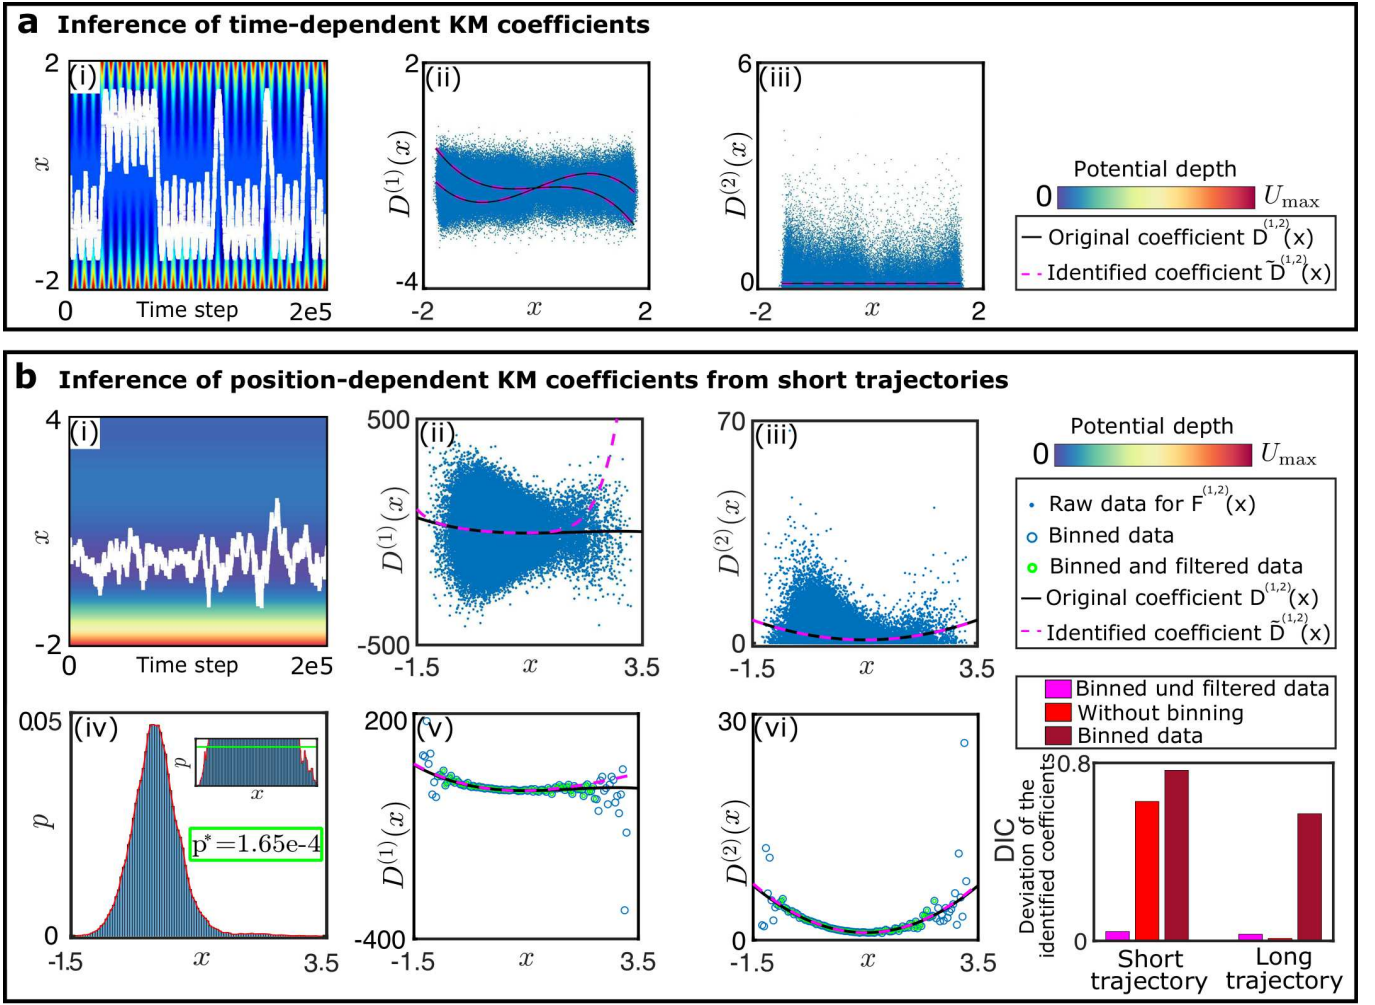 a Inference of time-dependent KM coefficients
2
(i)
x
-2
0
Time step
2e5
2
(ii)
D⁽¹⁾(x)
-4
-2
x
2
6
(iii)
D⁽²⁾(x)
0
-2
x
2
Potential depth
0
Umax
Original coefficient D⁽¹,²⁾(x)
Identified coefficient D̃⁽¹,²⁾(x)
b Inference of position-dependent KM coefficients from short trajectories
4
(i)
x
-2
0
Time step
2e5
500
(ii)
D⁽¹⁾(x)
-500
-1.5
x
3.5
70
(iii)
D⁽²⁾(x)
0
-1.5
x
3.5
Potential depth
0
Umax
Raw data for F⁽¹,²⁾(x)
Binned data
Binned and filtered data
Original coefficient D⁽¹,²⁾(x)
Identified coefficient D̃⁽¹,²⁾(x)
0.05
(iv)
p
x
p*=1.65e-4
p
0
-1.5
x
3.5
200
(v)
D⁽¹⁾(x)
-400
-1.5
x
3.5
30
(vi)
D⁽²⁾(x)
0
-1.5
x
3.5
Binned und filtered data
Without binning
Binned data
0.8
DIC
Deviation of the
identified coefficients
0
Short
trajectory
Long
trajectory